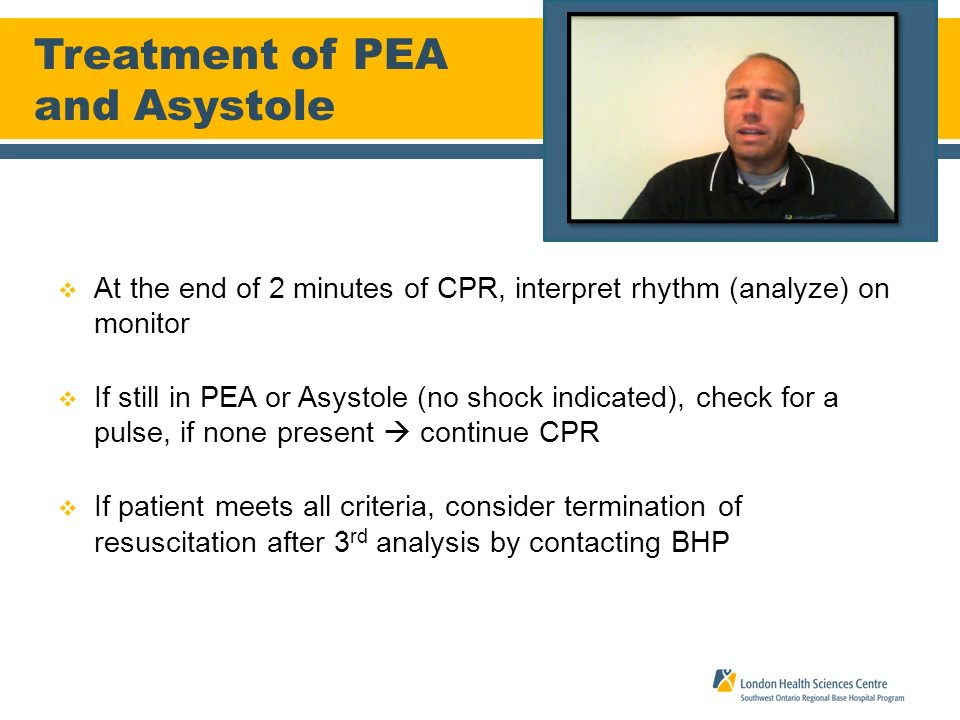 Treatment of PEA
and Asystole
❖ At the end of 2 minutes of CPR, interpret rhythm (analyze) on
monitor
❖ If still in PEA or Asystole (no shock indicated), check for a
pulse, if none present → continue CPR
❖ If patient meets all criteria, consider termination of
resuscitation after 3rd analysis by contacting BHP
London Health Sciences Centre
Southwest Ontario Regional Base Hospital Program